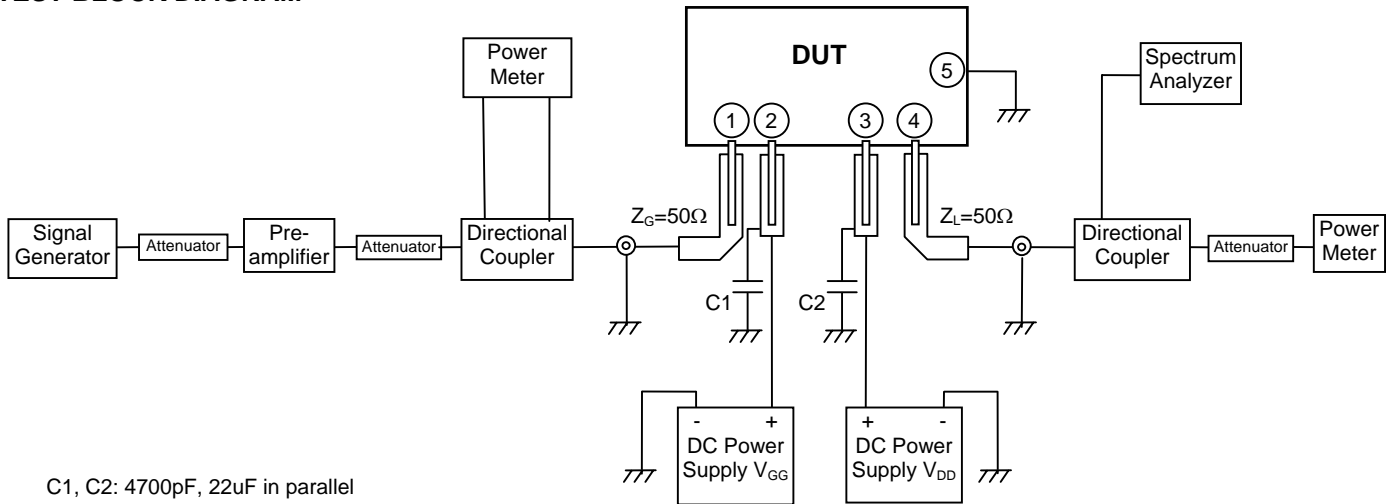 Power
Meter
DUT
5
Spectrum
Analyzer
1
2
3
4
Z_G=50Ω
Z_L=50Ω
Signal
Generator
Attenuator
Pre-
amplifier
Attenuator
Directional
Coupler
Directional
Coupler
Attenuator
Power
Meter
C1
C2
- +
DC Power
Supply V_GG
+ -
DC Power
Supply V_DD
C1, C2: 4700pF, 22uF in parallel